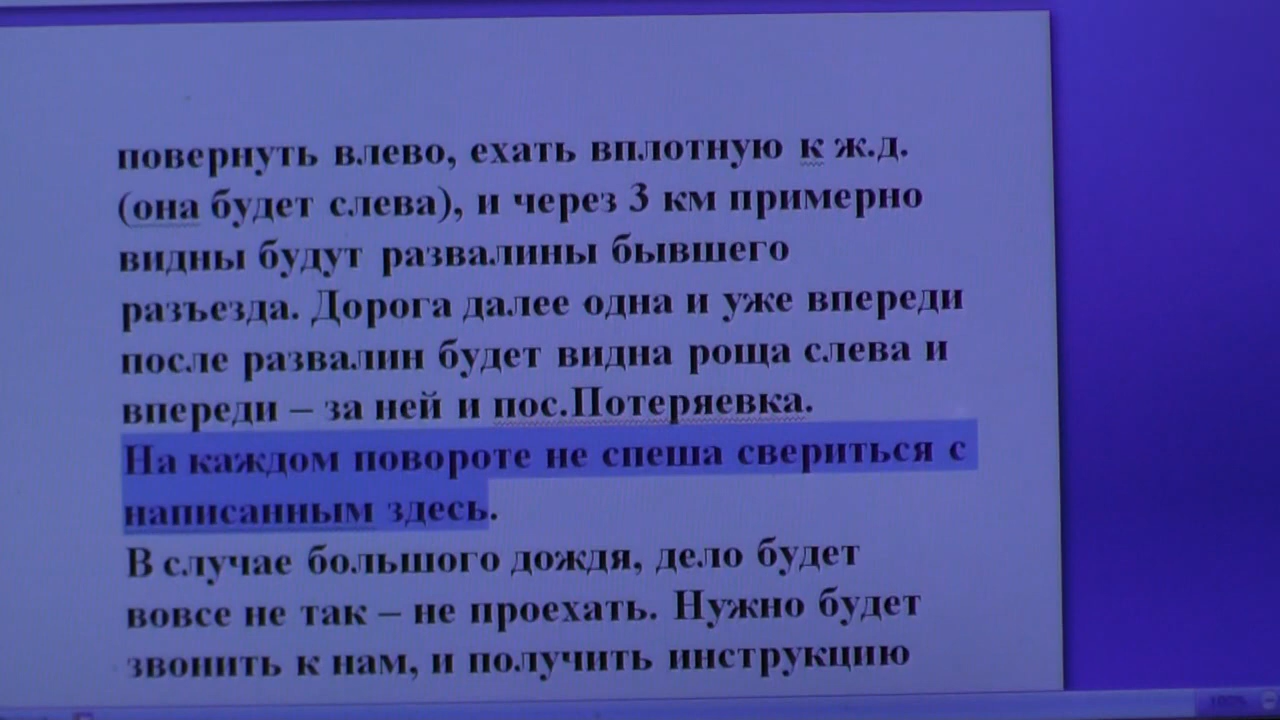 повернуть влево, ехать вплотную к ж.д.
(она будет слева), и через 3 км примерно
видны будут развалины бывшего
разъезда. Дорога далее одна и уже впереди
после развалин будет видна роща слева и
впереди – за ней и пос.Потеряевка.
На каждом повороте не спеша свериться с
написанным здесь.
В случае большого дождя, дело будет
вовсе не так – не проехать. Нужно будет
звонить к нам, и получить инструкцию